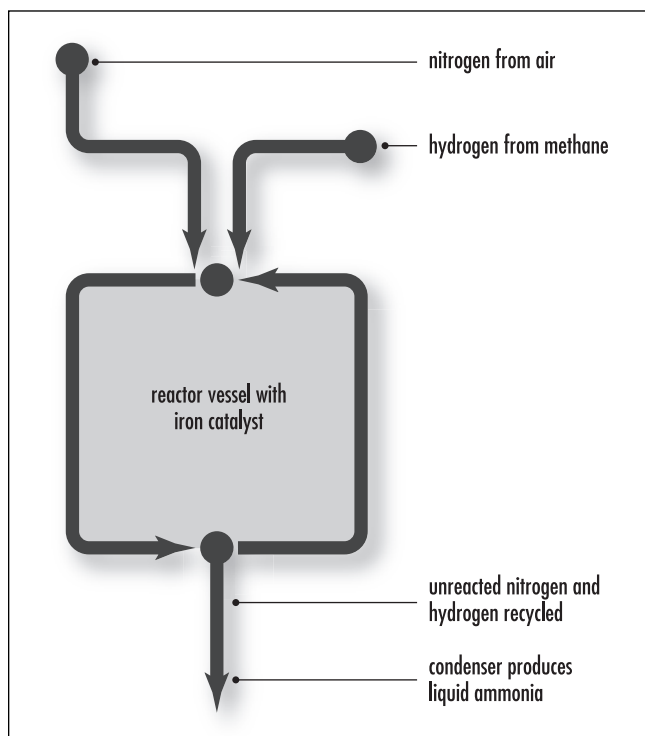 nitrogen from air
hydrogen from methane
reactor vessel with
iron catalyst
unreacted nitrogen and
hydrogen recycled
condenser produces
liquid ammonia